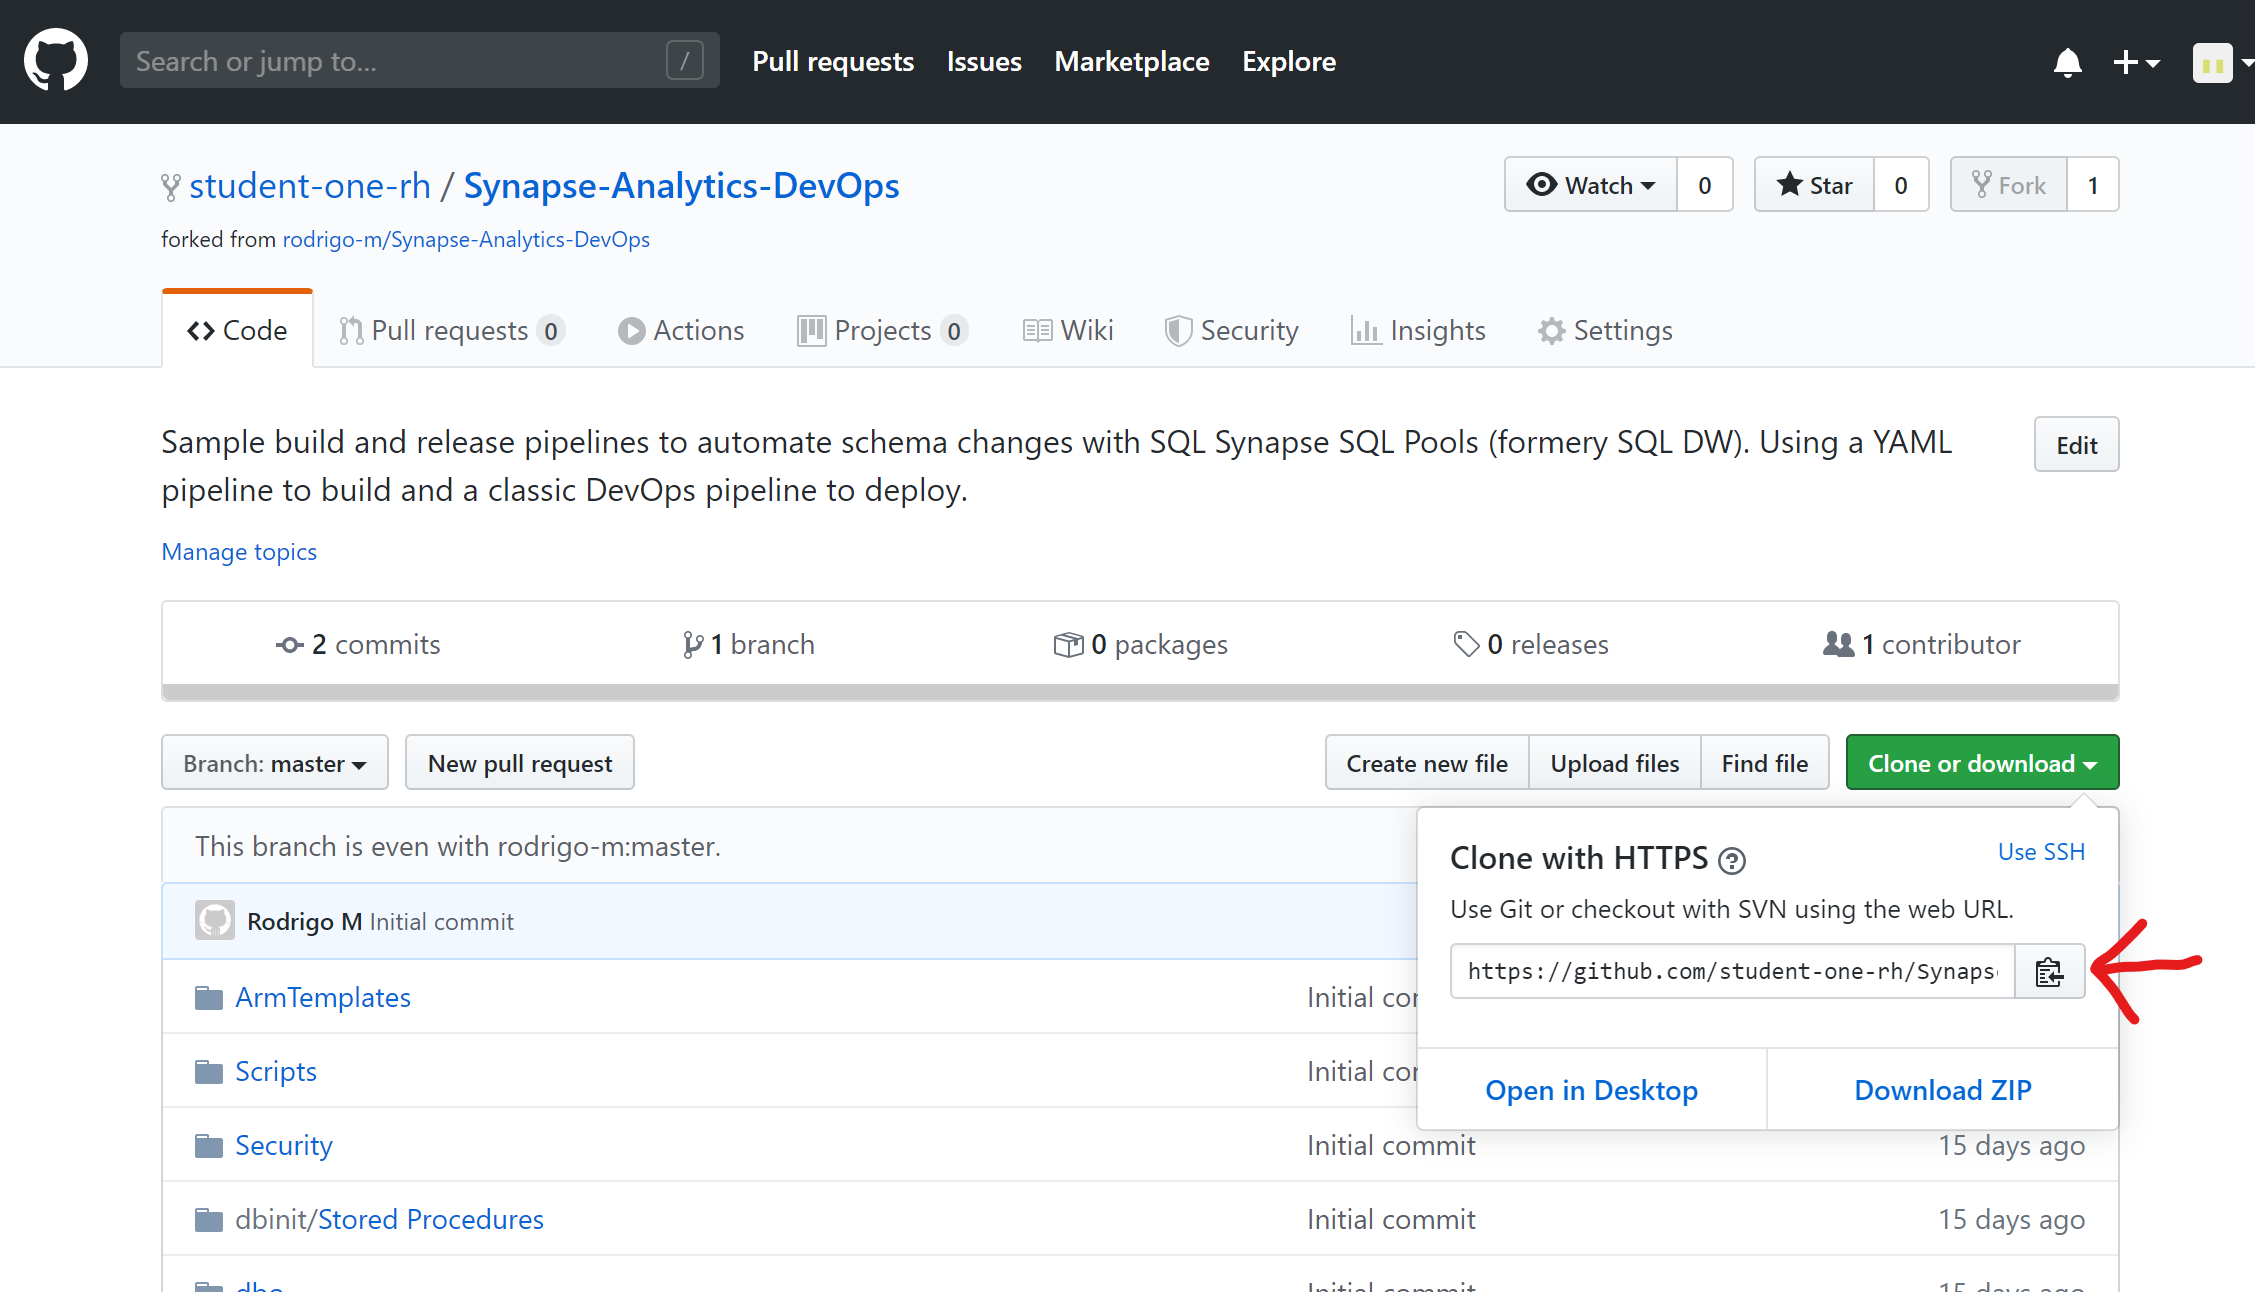 Search or jump to... / Pull requests Issues Marketplace Explore
student-one-rh / Synapse-Analytics-DevOps Watch 0 Star 0 Fork 1
forked from rodrigo-m/Synapse-Analytics-DevOps
Code Pull requests 0 Actions Projects 0 Wiki Security Insights Settings
Sample build and release pipelines to automate schema changes with SQL Synapse SQL Pools (formery SQL DW). Using a YAML
pipeline to build and a classic DevOps pipeline to deploy.
Edit
Manage topics
2 commits 1 branch 0 packages 0 releases 1 contributor
Branch: master New pull request Create new file Upload files Find file Clone or download
This branch is even with rodrigo-m:master.
Clone with HTTPS ? Use SSH
Use Git or checkout with SVN using the web URL.
https://github.com/student-one-rh/Synaps
Open in Desktop Download ZIP
Rodrigo M Initial commit
ArmTemplates Initial co
Scripts Initial co
Security Initial commit 15 days ago
dbinit/Stored Procedures Initial commit 15 days ago
dbo Initial commit 15 days ago